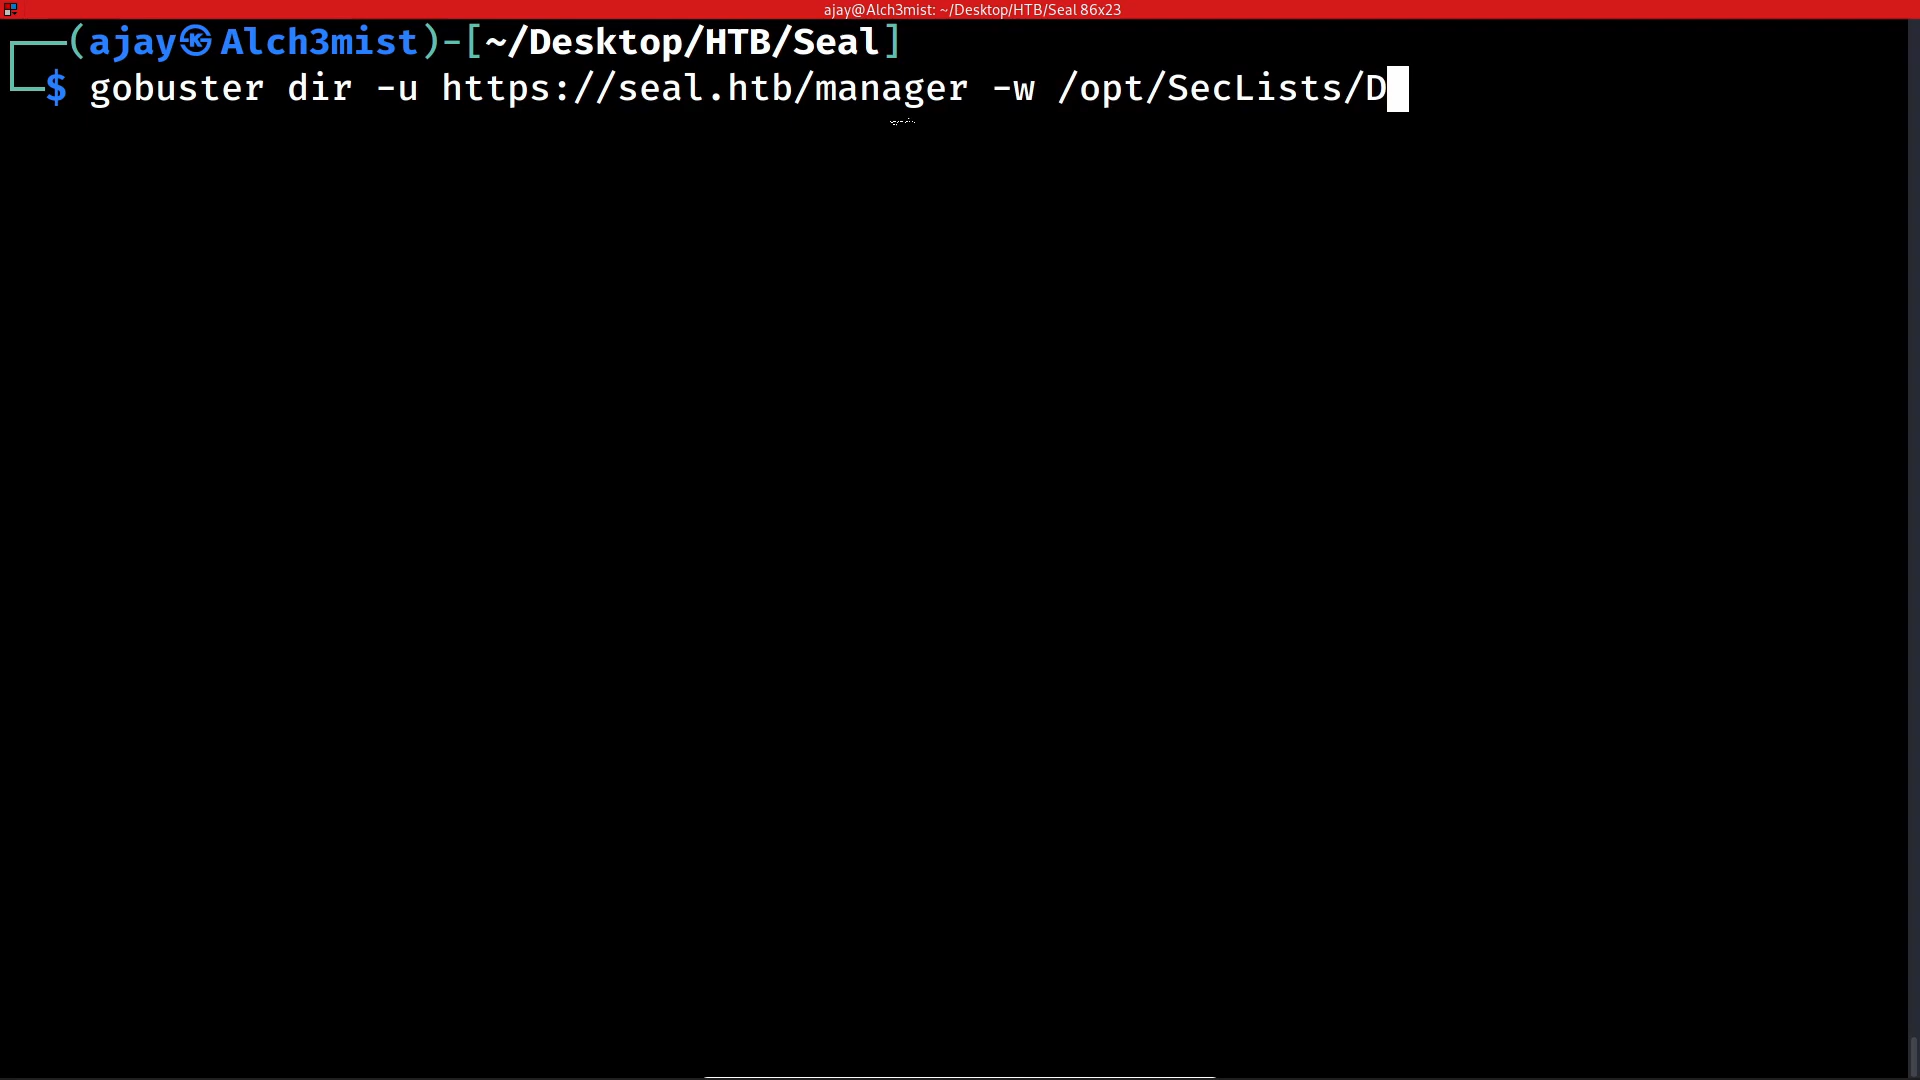 ajay@Alch3mist: ~/Desktop/HTB/Seal 86x23
┌──(ajay㉿Alch3mist)-[~/Desktop/HTB/Seal]
└─$ gobuster dir -u https://seal.htb/manager -w /opt/SecLists/D